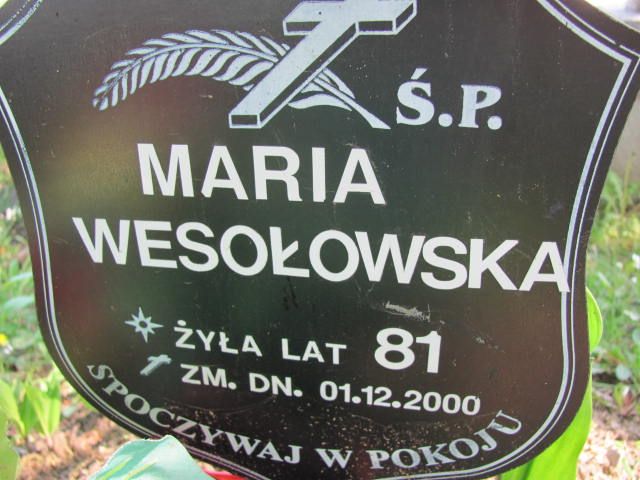 Ś.P.
MARIA
WESOŁOWSKA
ŻYŁA LAT 81
ZM. DN. 01.12.2000
SPOCZYWAJ W POKOJU